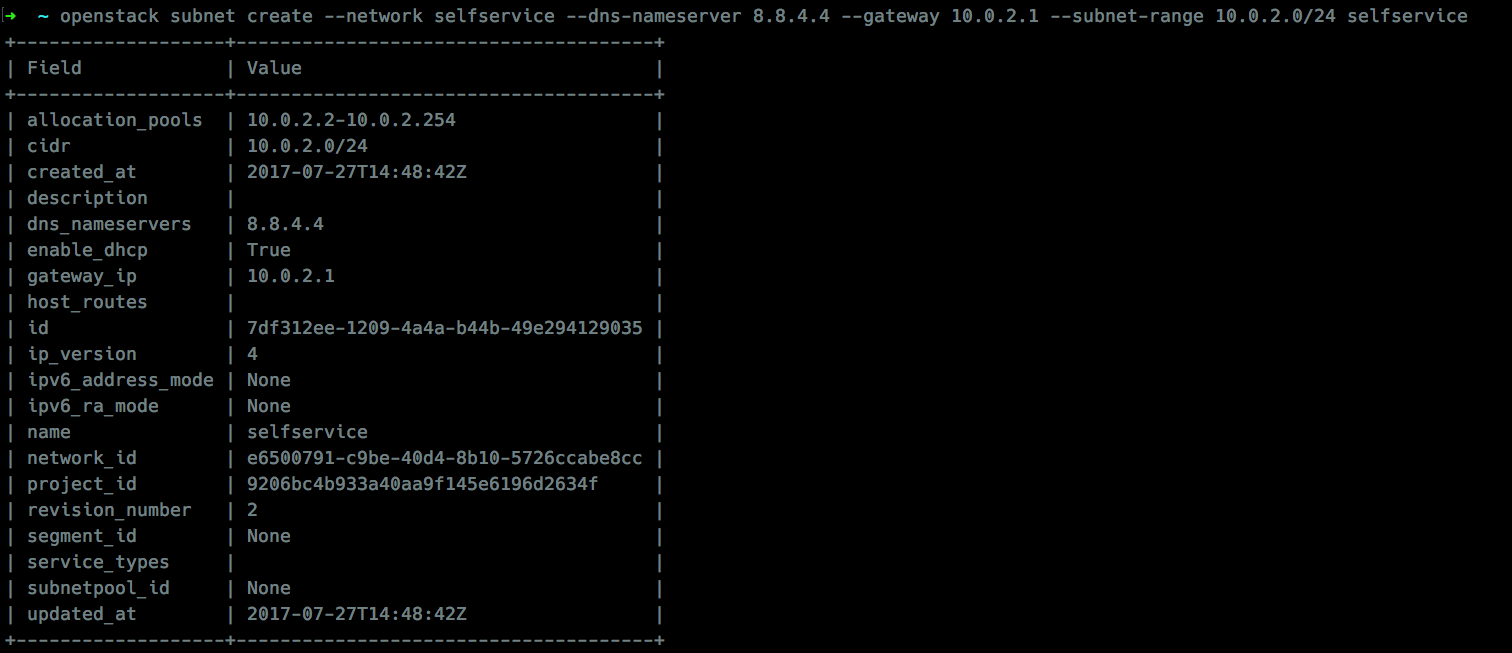 ➜  ~ openstack subnet create --network selfservice --dns-nameserver 8.8.4.4 --gateway 10.0.2.1 --subnet-range 10.0.2.0/24 selfservice
+-------------------+--------------------------------------+
| Field             | Value                                |
+-------------------+--------------------------------------+
| allocation_pools  | 10.0.2.2-10.0.2.254                  |
| cidr              | 10.0.2.0/24                          |
| created_at        | 2017-07-27T14:48:42Z                 |
| description       |                                      |
| dns_nameservers   | 8.8.4.4                              |
| enable_dhcp       | True                                 |
| gateway_ip        | 10.0.2.1                             |
| host_routes       |                                      |
| id                | 7df312ee-1209-4a4a-b44b-49e294129035 |
| ip_version        | 4                                    |
| ipv6_address_mode | None                                 |
| ipv6_ra_mode      | None                                 |
| name              | selfservice                          |
| network_id        | e6500791-c9be-40d4-8b10-5726ccabe8cc |
| project_id        | 9206bc4b933a40aa9f145e6196d2634f     |
| revision_number   | 2                                    |
| segment_id        | None                                 |
| service_types     |                                      |
| subnetpool_id     | None                                 |
| updated_at        | 2017-07-27T14:48:42Z                 |
+-------------------+--------------------------------------+